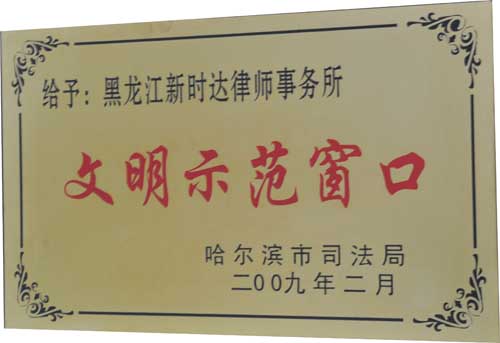 给予：黑龙江新时达律师事务所
文明示范窗口
哈尔滨市司法局
二00九年二月